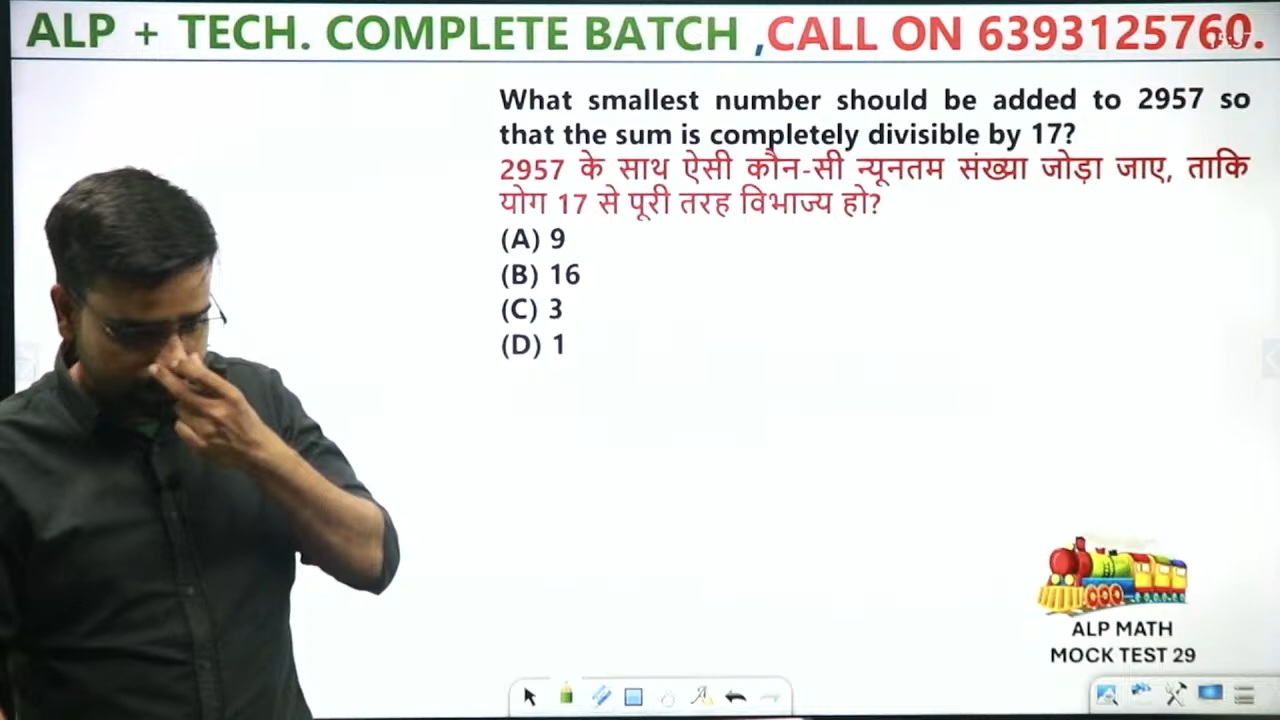 ALP + TECH. COMPLETE BATCH ,CALL ON 6393125760.
What smallest number should be added to 2957 so
that the sum is completely divisible by 17?
2957 के साथ ऐसी कौन-सी न्यूनतम संख्या जोड़ा जाए, ताकि
योग 17 से पूरी तरह विभाज्य हो?
(A) 9
(B) 16
(C) 3
(D) 1
ALP MATH
MOCK TEST 29